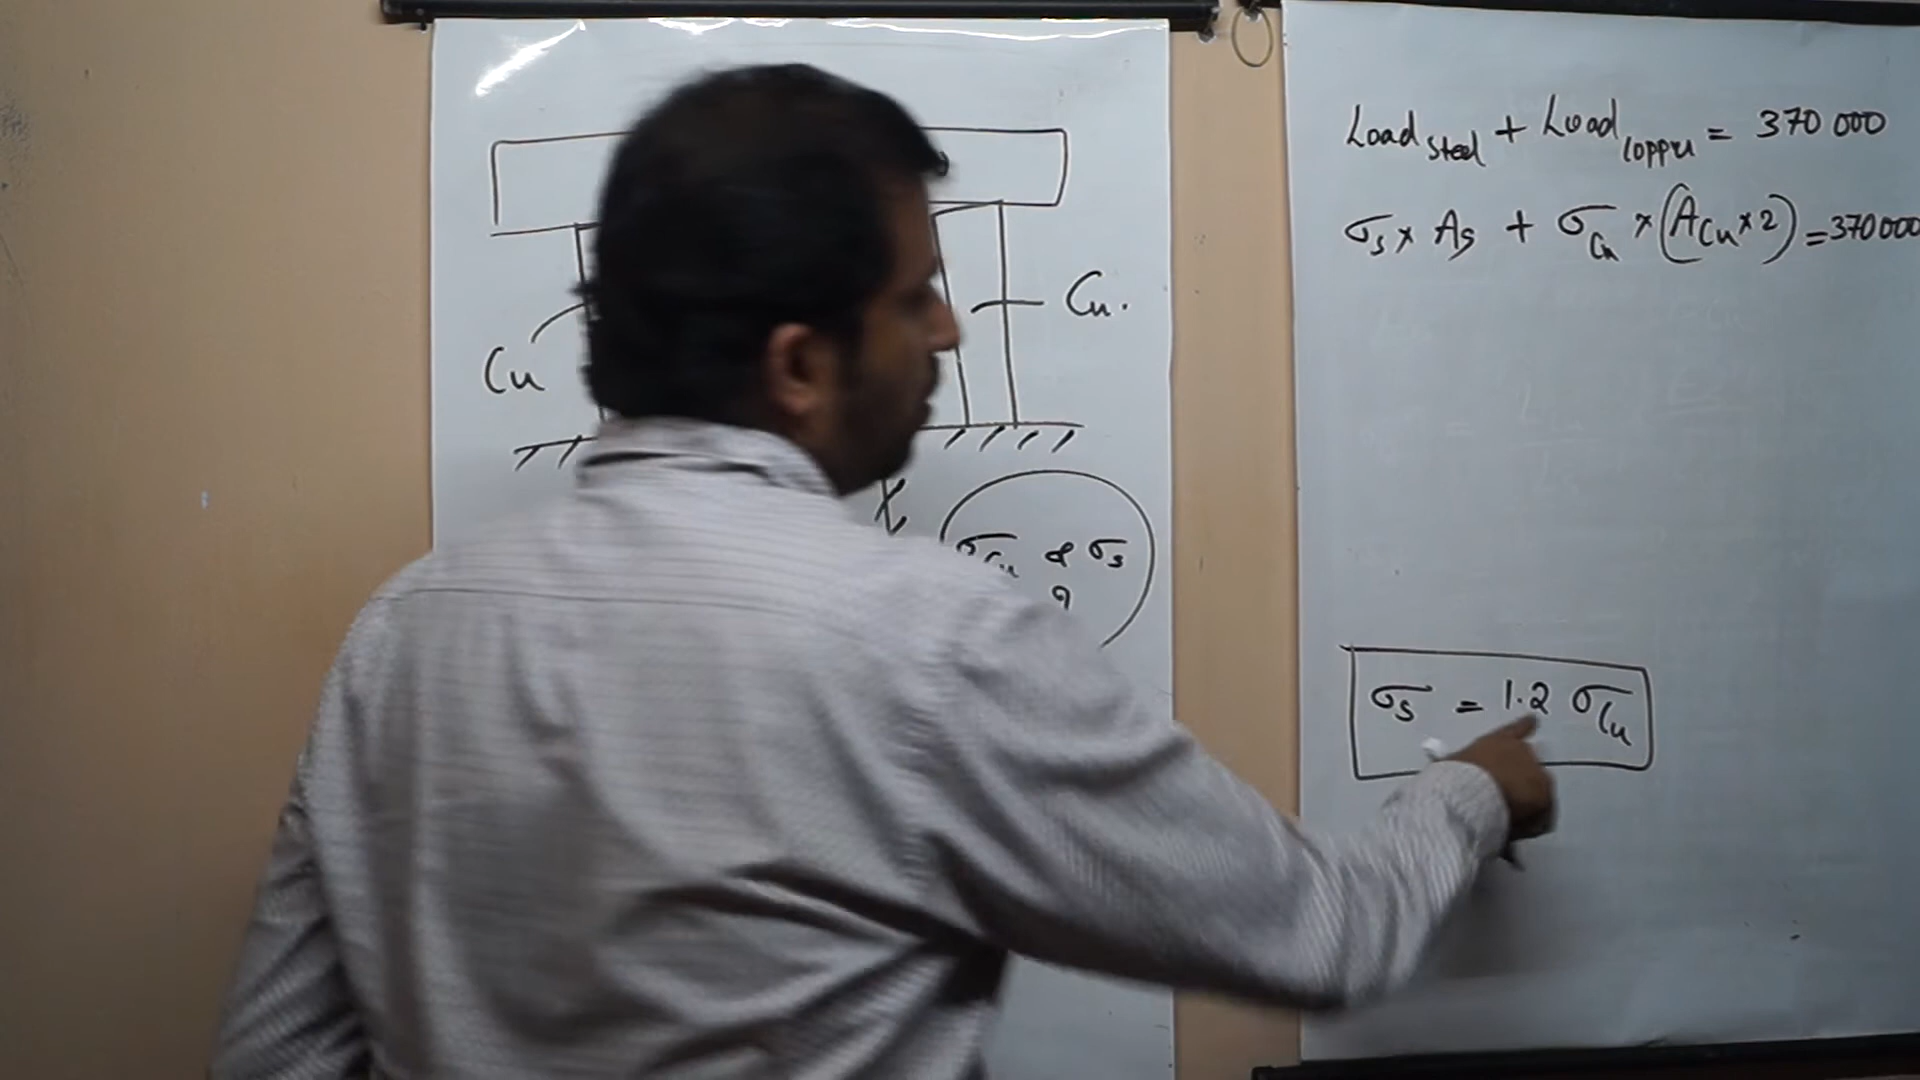 Cu
Cu.
σCu & σs
?
Load steel + Load copper = 370 000
σs × As + σCu × (ACu × 2) = 370000
σs = 1.2 σCu